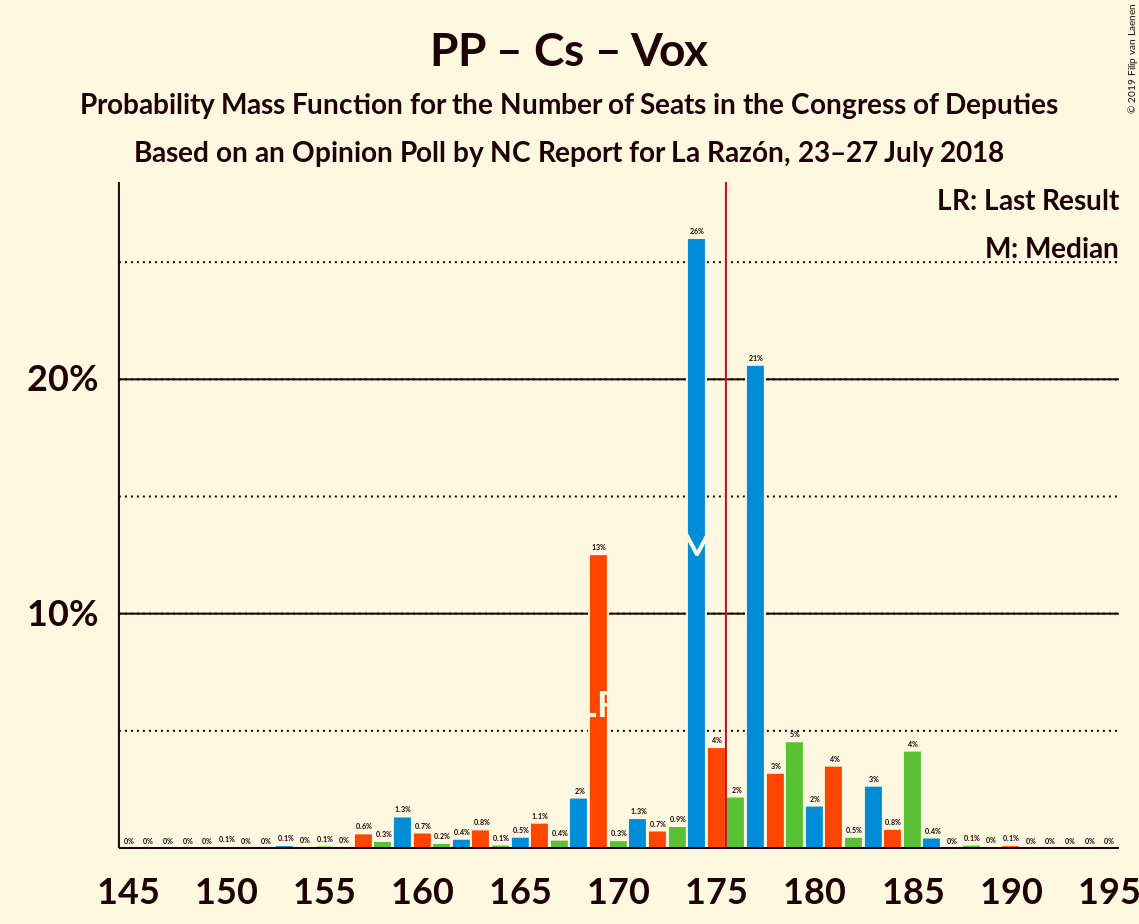 PP – Cs – Vox
Probability Mass Function for the Number of Seats in the Congress of Deputies
Based on an Opinion Poll by NC Report for La Razón, 23–27 July 2018
© 2019 Filip van Laenen
LR: Last Result
M: Median
20%
10%
0% 0% 0% 0% 0% 0.1% 0% 0% 0.1% 0% 0.1% 0% 0.6% 0.3% 1.3% 0.7% 0.2% 0.4% 0.8% 0.1% 0.5% 1.1% 0.4% 2% 13% 0.3% 1.3% 0.7% 0.9% 26% 4% 2% 21% 3% 5% 2% 4% 0.5% 3% 0.8% 4% 0.4% 0% 0.1% 0% 0.1% 0% 0% 0% 0% 0%
LR
M
145 150 155 160 165 170 175 180 185 190 195